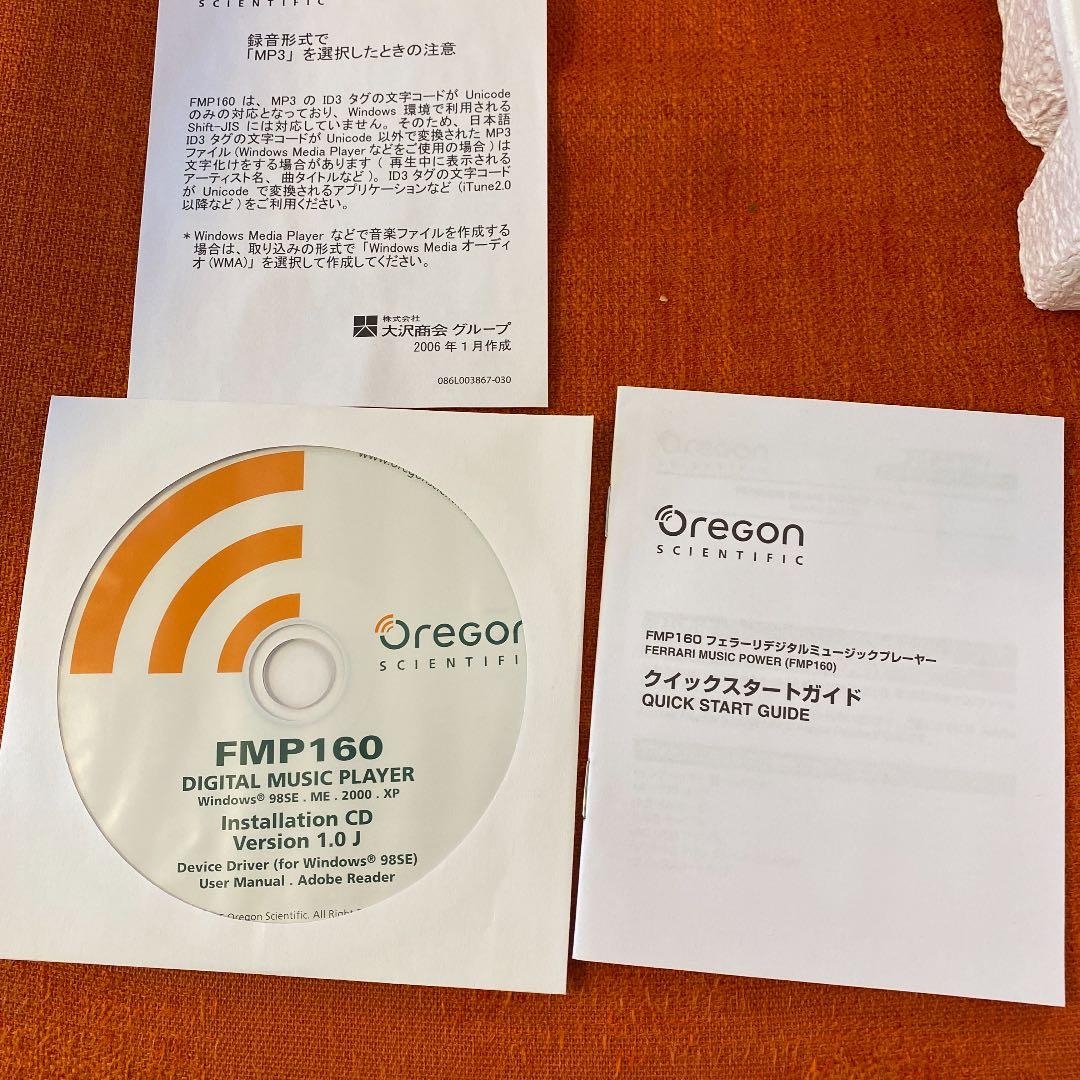 SCIENTIFIC
録音形式で
「MP3」を選択したときの注意
FMP160 は、MP3 の ID3 タグの文字コードが Unicode
のみの対応となっており、Windows 環境で利用される
Shift-JIS には対応していません。そのため、日本語
ID3 タグの文字コードが Unicode 以外で変換された MP3
ファイル(Windows Media Player などをご使用の場合)は
文字化けをする場合があります(再生中に表示される
アーティスト名、曲タイトルなど)。ID3 タグの文字コード
が Unicode で変換されるアプリケーションなど(iTune2.0
以降など)をご利用ください。
* Windows Media Player などで音楽ファイルを作成する
場合は、取り込みの形式で「Windows Media オーディ
オ(WMA)」を選択して作成してください。
株式会社
大沢商会 グループ
2006 年 1 月作成
086L003867-030
Oregon
SCIENTIFI
FMP160
DIGITAL MUSIC PLAYER
Windows® 98SE . ME . 2000 . XP
Installation CD
Version 1.0 J
Device Driver (for Windows® 98SE)
User Manual . Adobe Reader
Oregon Scientific. All Right
Oregon
SCIENTIFIC
FMP160 フェラーリデジタルミュージックプレーヤー
FERRARI MUSIC POWER (FMP160)
クイックスタートガイド
QUICK START GUIDE